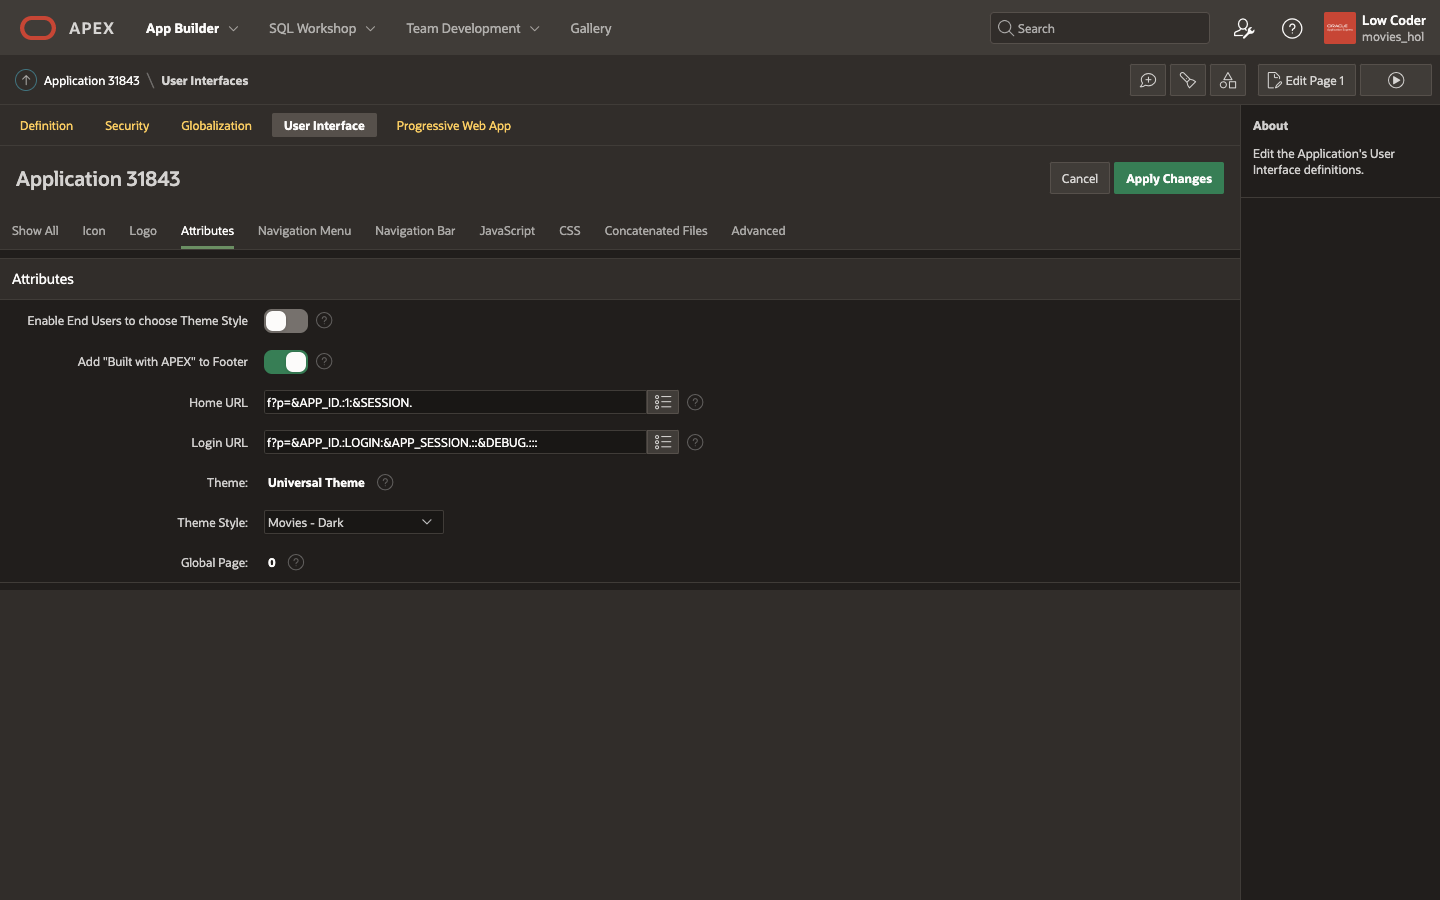 APEX
App Builder
SQL Workshop
Team Development
Gallery
Search
Low Coder
movies_hol
Application 31843 \ User Interfaces
Edit Page 1
Definition
Security
Globalization
User Interface
Progressive Web App
About
Edit the Application's User
Interface definitions.
Application 31843
Cancel
Apply Changes
Show All
Icon
Logo
Attributes
Navigation Menu
Navigation Bar
JavaScript
CSS
Concatenated Files
Advanced
Attributes
Enable End Users to choose Theme Style
Add "Built with APEX" to Footer
Home URL f?p=&APP_ID.:1:&SESSION.
Login URL f?p=&APP_ID.:LOGIN:&APP_SESSION.::&DEBUG.:::
Theme: Universal Theme
Theme Style: Movies - Dark
Global Page: 0